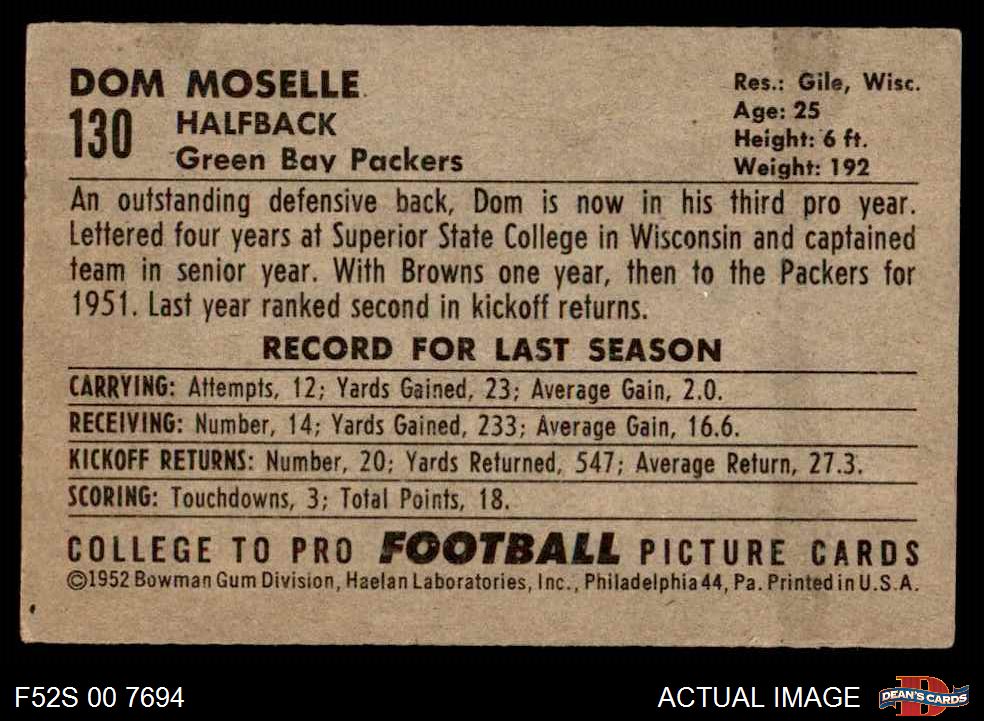 DOM MOSELLE
130 HALFBACK
Green Bay Packers
Res.: Gile, Wisc.
Age: 25
Height: 6 ft.
Weight: 192
An outstanding defensive back, Dom is now in his third pro year.
Lettered four years at Superior State College in Wisconsin and captained
team in senior year. With Browns one year, then to the Packers for
1951. Last year ranked second in kickoff returns.
RECORD FOR LAST SEASON
CARRYING: Attempts, 12; Yards Gained, 23; Average Gain, 2.0.
RECEIVING: Number, 14; Yards Gained, 233; Average Gain, 16.6.
KICKOFF RETURNS: Number, 20; Yards Returned, 547; Average Return, 27.3.
SCORING: Touchdowns, 3; Total Points, 18.
COLLEGE TO PRO FOOTBALL PICTURE CARDS
©1952 Bowman Gum Division, Haelan Laboratories, Inc., Philadelphia 44, Pa. Printed in U.S.A.
F52S 00 7694
ACTUAL IMAGE
D
DEAN'S CARDS